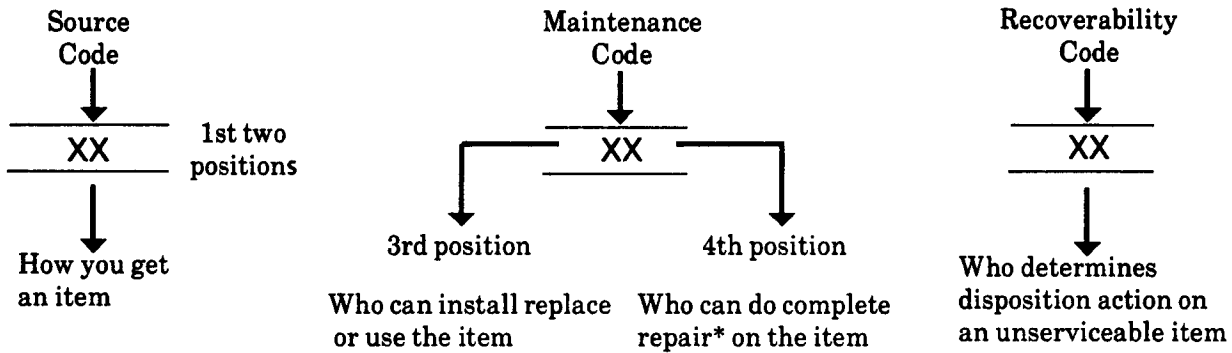 Source
Code
XX
1st two
positions
How you get
an item
Maintenance
Code
XX
3rd position
4th position
Who can install replace
or use the item
Who can do complete
repair* on the item
Recoverability
Code
XX
Who determines
disposition action on
an unserviceable item